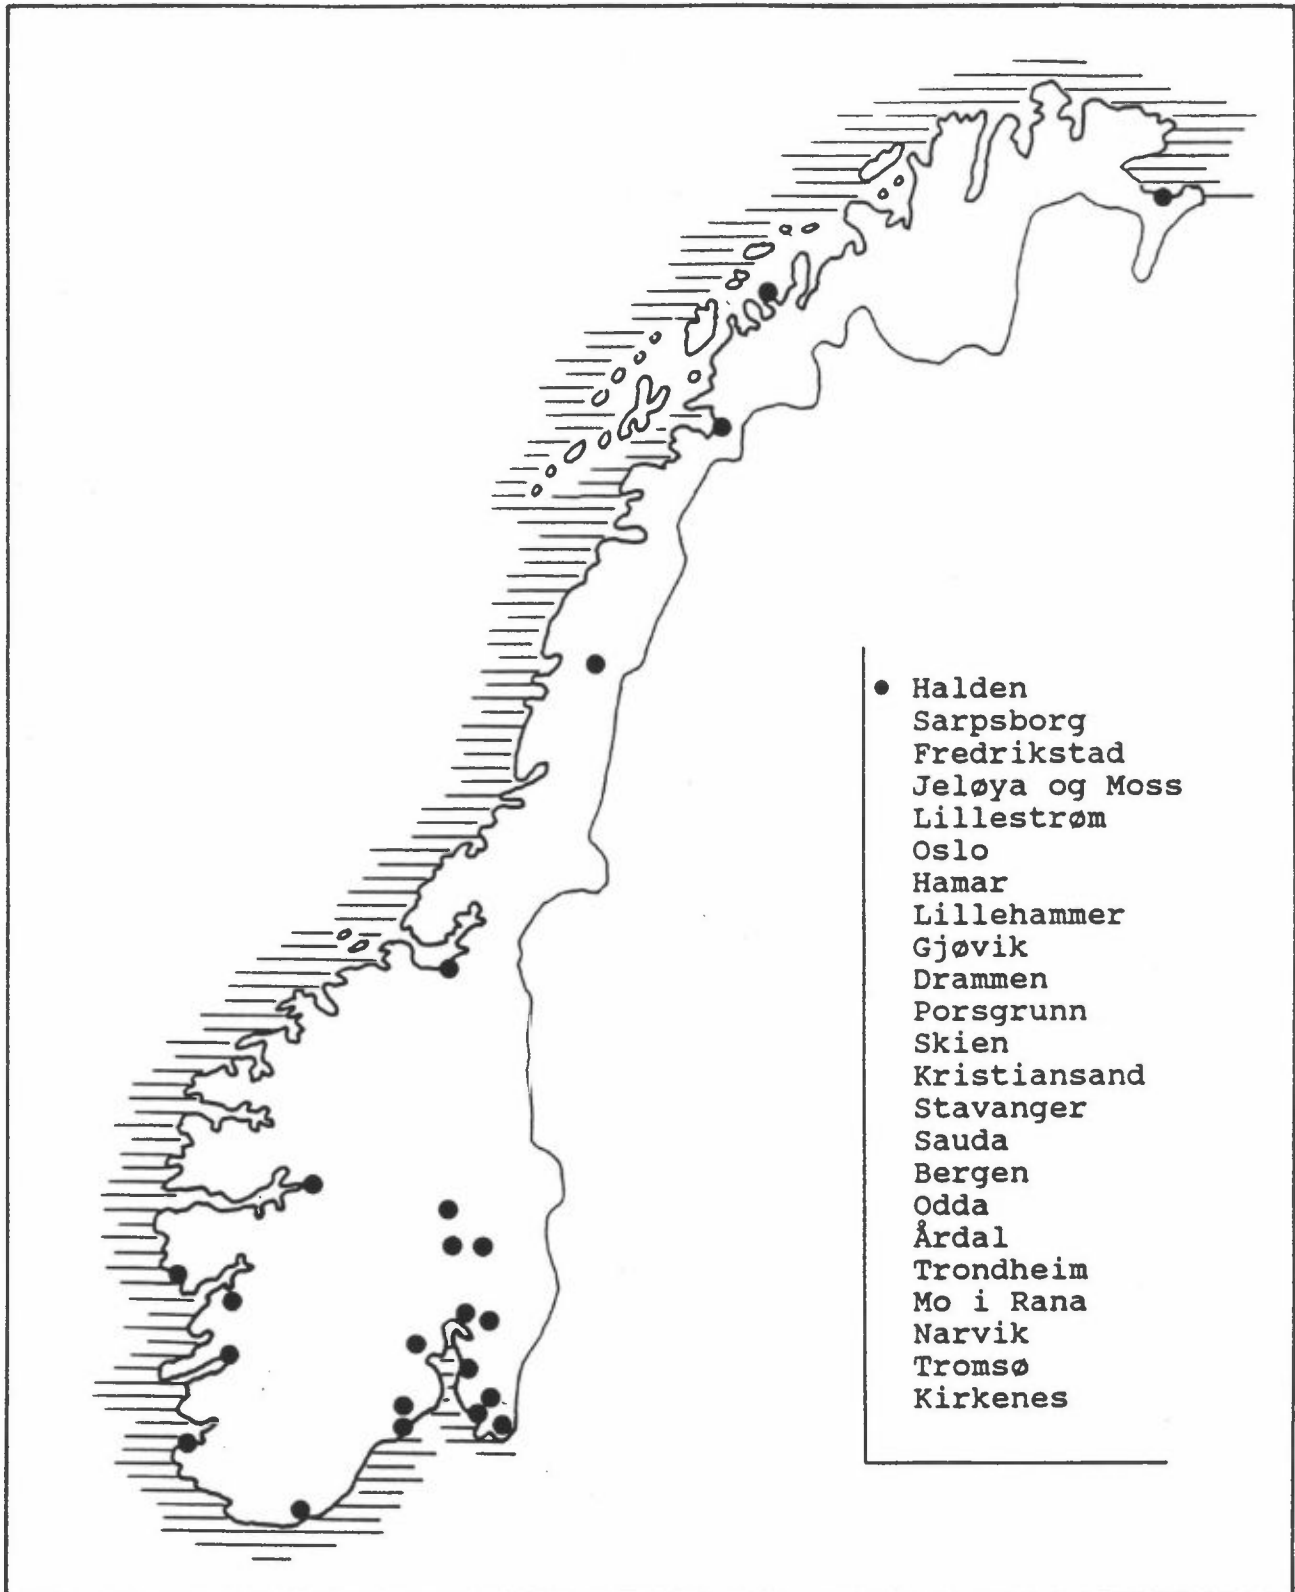 Halden
Sarpsborg
Fredrikstad
Jeløya og Moss
Lillestrøm
Oslo
Hamar
Lillehammer
Gjøvik
Drammen
Porsgrunn
Skien
Kristiansand
Stavanger
Sauda
Bergen
Odda
Årdal
Trondheim
Mo i Rana
Narvik
Tromsø
Kirkenes